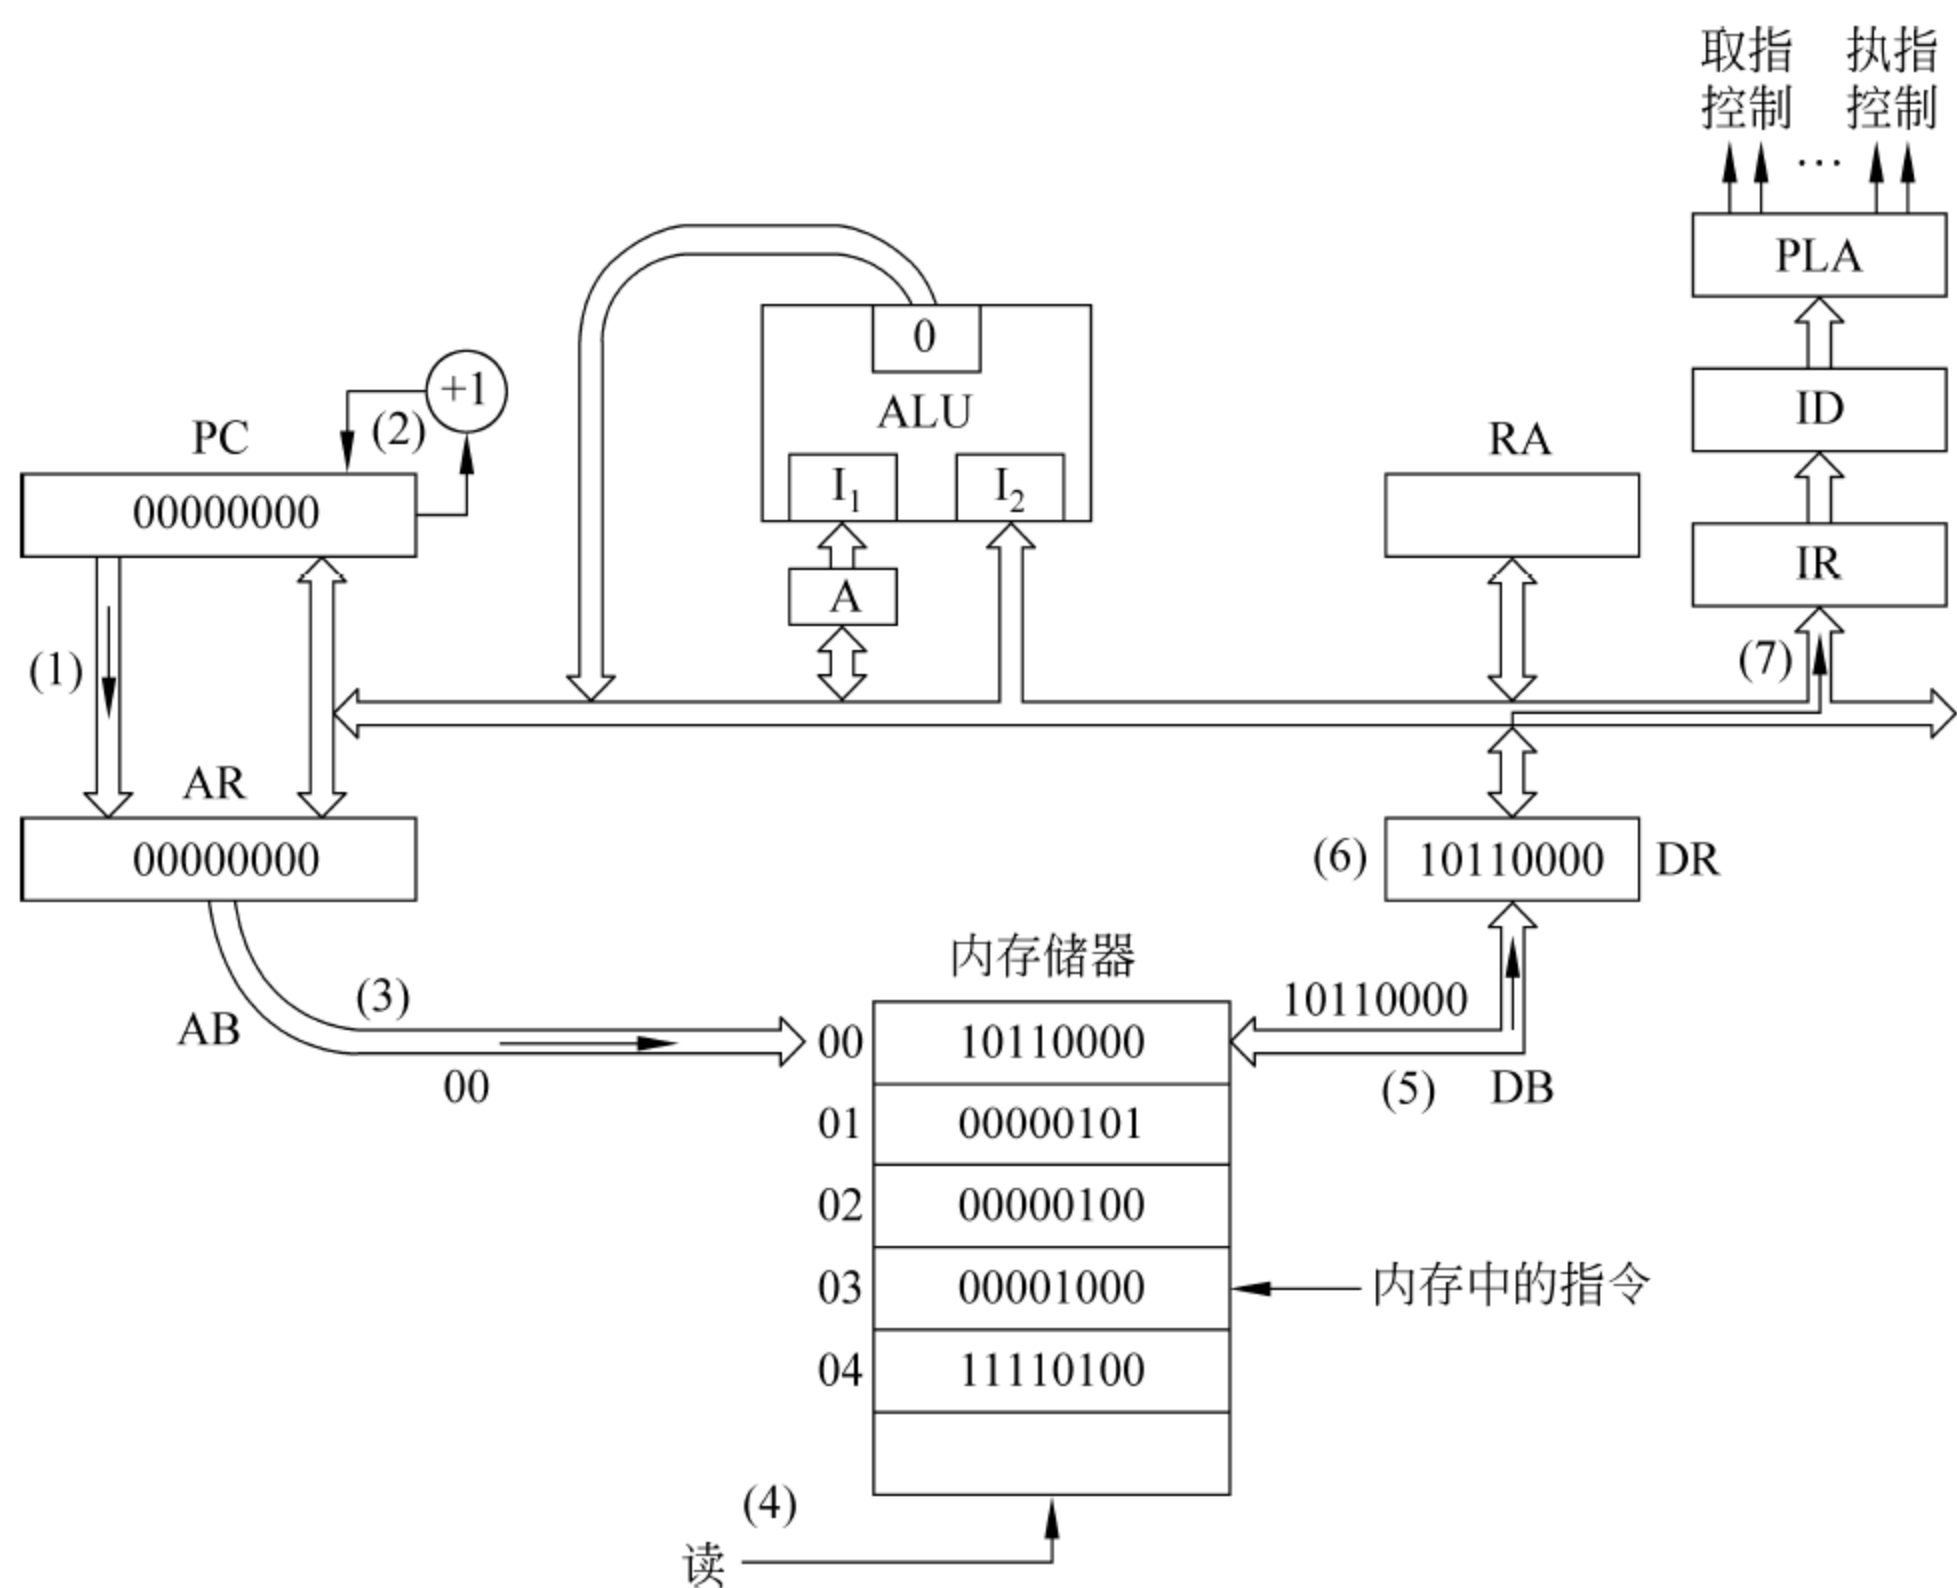 取指 执指
控制 控制
…
PLA
0
+1
(2)
ALU
ID
PC
RA
00000000
I1
I2
A
IR
(1)
(7)
AR
00000000
(6)
10110000
DR
内存储器
(3)
10110000
AB
00
10110000
00
(5)
DB
01
00000101
02
00000100
03
00001000
内存中的指令
04
11110100
(4)
读